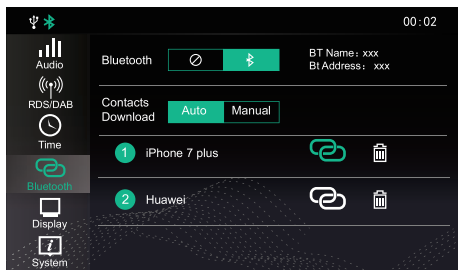 00:02
Audio
RDS/DAB
Time
Bluetooth
Display
System
Bluetooth
BT Name: xxx
Bt Address: xxx
Contacts
Download
Auto
Manual
1 iPhone 7 plus
2 Huawei